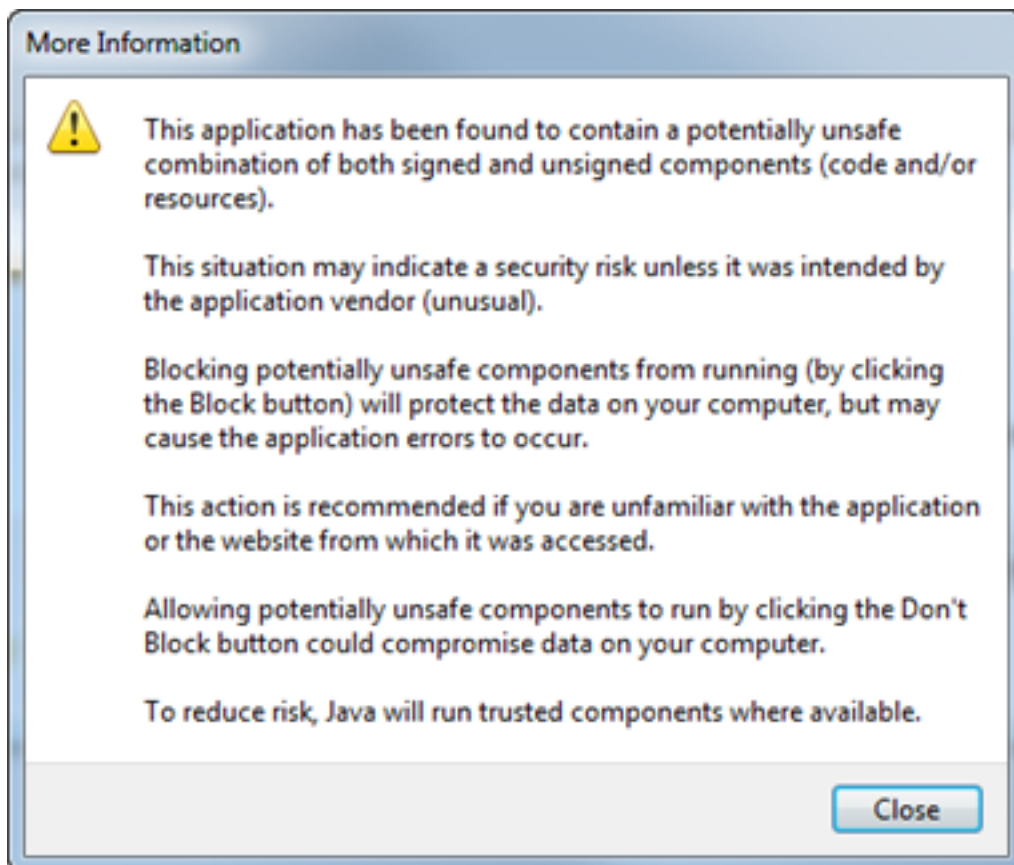 More Information
This application has been found to contain a potentially unsafe
combination of both signed and unsigned components (code and/or
resources).
This situation may indicate a security risk unless it was intended by
the application vendor (unusual).
Blocking potentially unsafe components from running (by clicking
the Block button) will protect the data on your computer, but may
cause the application errors to occur.
This action is recommended if you are unfamiliar with the application
or the website from which it was accessed.
Allowing potentially unsafe components to run by clicking the Don't
Block button could compromise data on your computer.
To reduce risk, Java will run trusted components where available.
Close